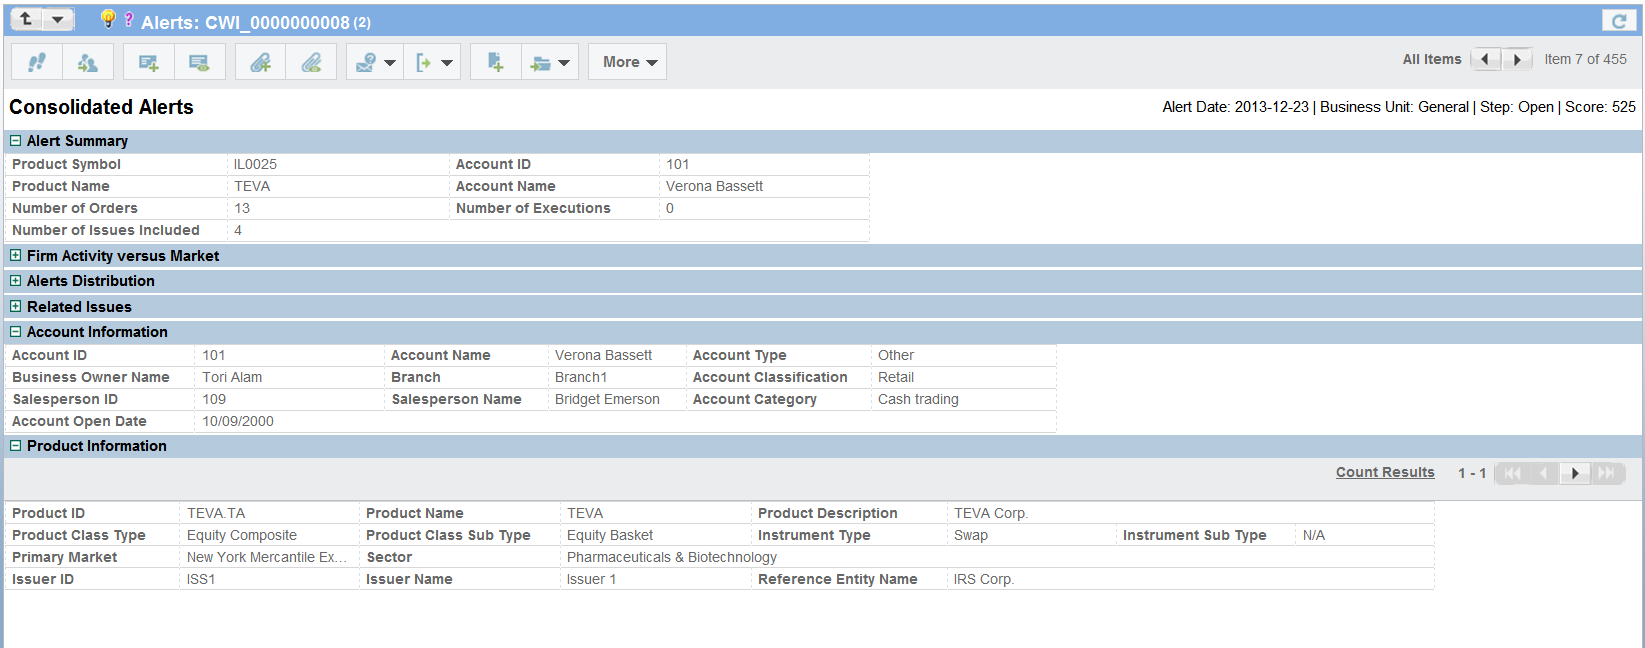 Alerts: CWI_0000000008 (2)
More
All Items Item 7 of 455
Consolidated Alerts Alert Date: 2013-12-23 | Business Unit: General | Step: Open | Score: 525
Alert Summary
Product Symbol IL0025 Account ID 101
Product Name TEVA Account Name Verona Bassett
Number of Orders 13 Number of Executions 0
Number of Issues Included 4
Firm Activity versus Market
Alerts Distribution
Related Issues
Account Information
Account ID 101 Account Name Verona Bassett Account Type Other
Business Owner Name Tori Alam Branch Branch1 Account Classification Retail
Salesperson ID 109 Salesperson Name Bridget Emerson Account Category Cash trading
Account Open Date 10/09/2000
Product Information
Count Results 1 - 1
Product ID TEVA.TA Product Name TEVA Product Description TEVA Corp.
Product Class Type Equity Composite Product Class Sub Type Equity Basket Instrument Type Swap Instrument Sub Type N/A
Primary Market New York Mercantile Ex... Sector Pharmaceuticals & Biotechnology
Issuer ID ISS1 Issuer Name Issuer 1 Reference Entity Name IRS Corp.